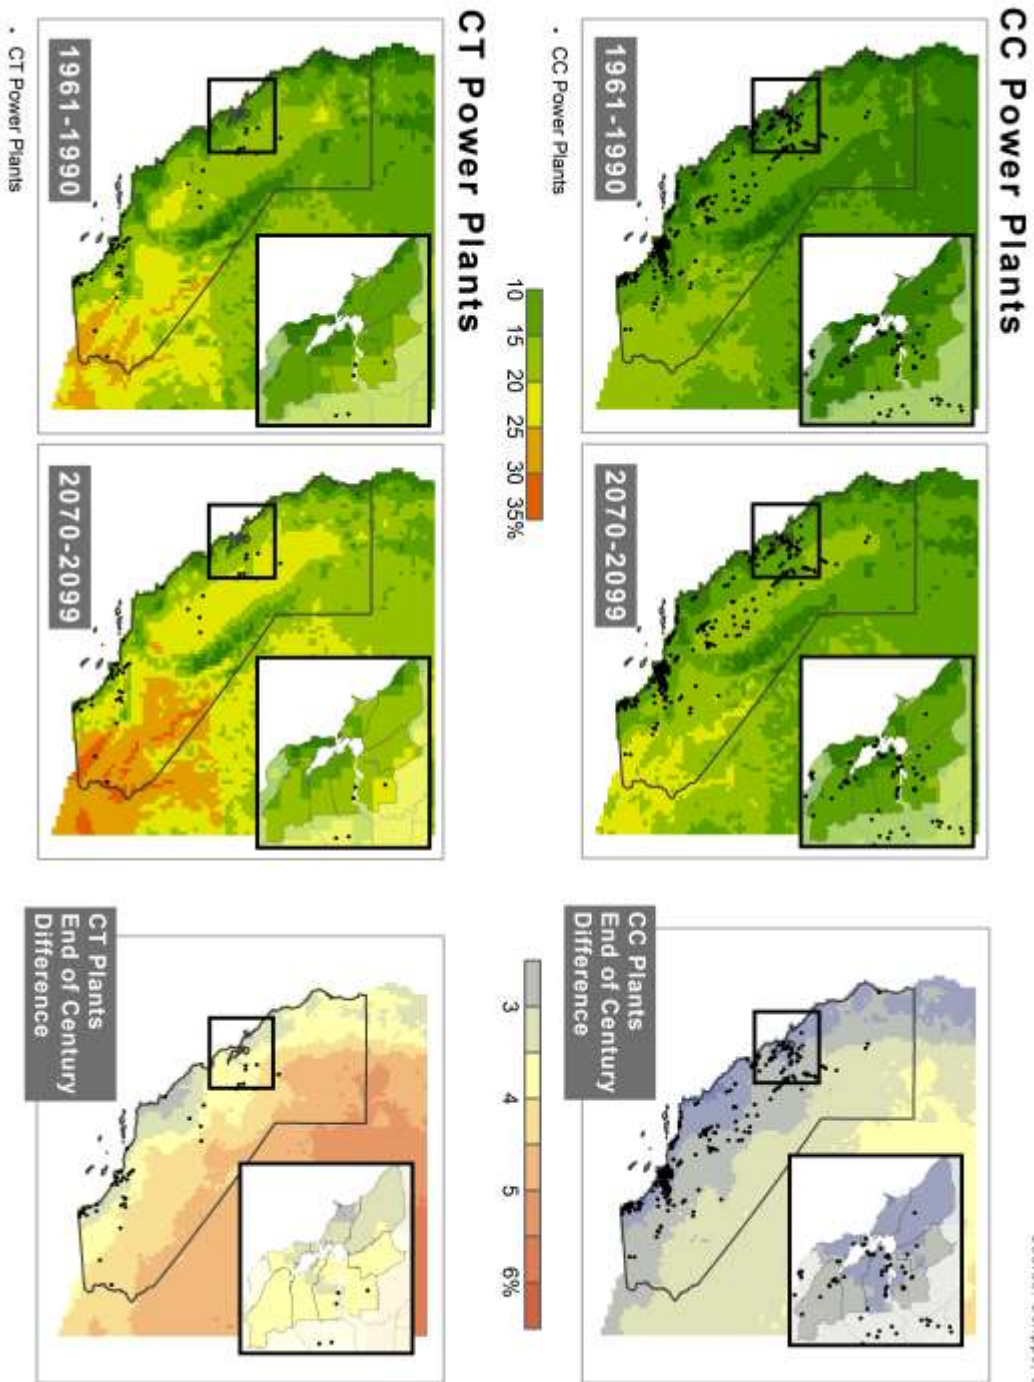 CC Power Plants
• CC Power Plants
1961-1990
2070-2099
CC Plants
End of Century
Difference
10 15 20 25 30 35%
3 4 5 6%
CT Power Plants
• CT Power Plants
1961-1990
2070-2099
CT Plants
End of Century
Difference